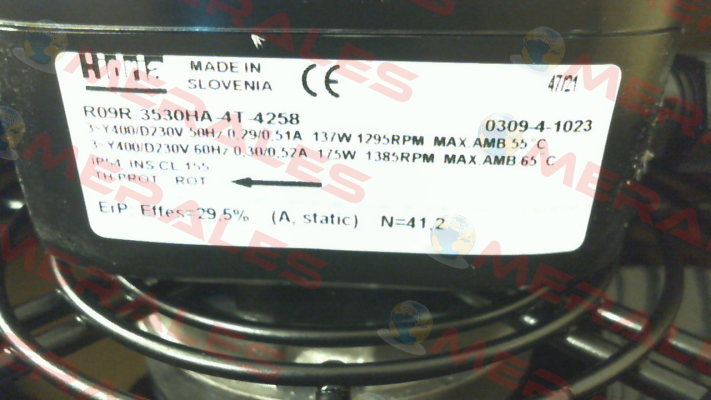 MADE IN
SLOVENIA
CE
47/21
R09R-3530HA-4T-4258
0309-4-1023
3~Y400/D230V 50Hz 0,29/0,51A 137W 1295RPM MAX.AMB 55°C
3~Y400/D230V 60Hz 0,30/0,52A 175W 1385RPM MAX.AMB 65°C
IP54 INS.CL.155
TH-PROT ROT
ErP Effes=29,5% (A, static) N=41,2
MERALES